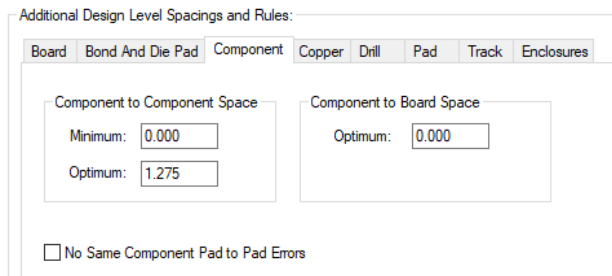 Additional Design Level Spacings and Rules:
Board Bond And Die Pad Component Copper Drill Pad Track Enclosures
Component to Component Space Component to Board Space
Minimum: 0.000 Optimum: 0.000
Optimum: 1.275
No Same Component Pad to Pad Errors